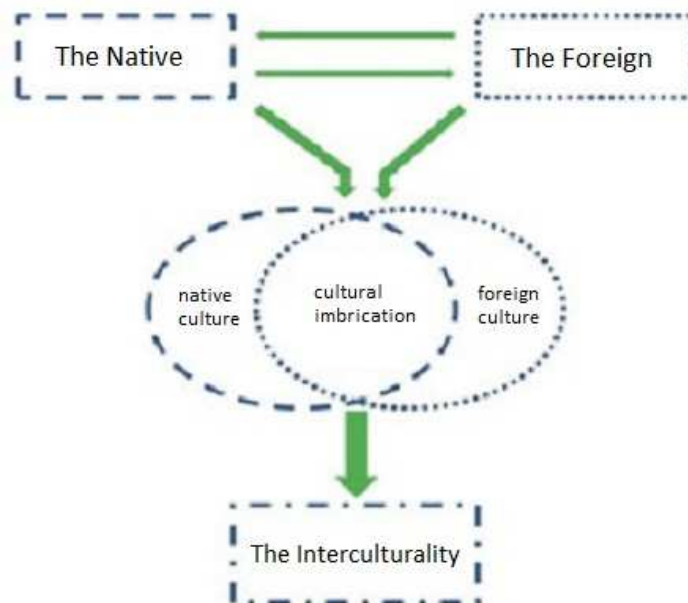 The Native
The Foreign
native
culture
cultural
imbrication
foreign
culture
The Interculturality